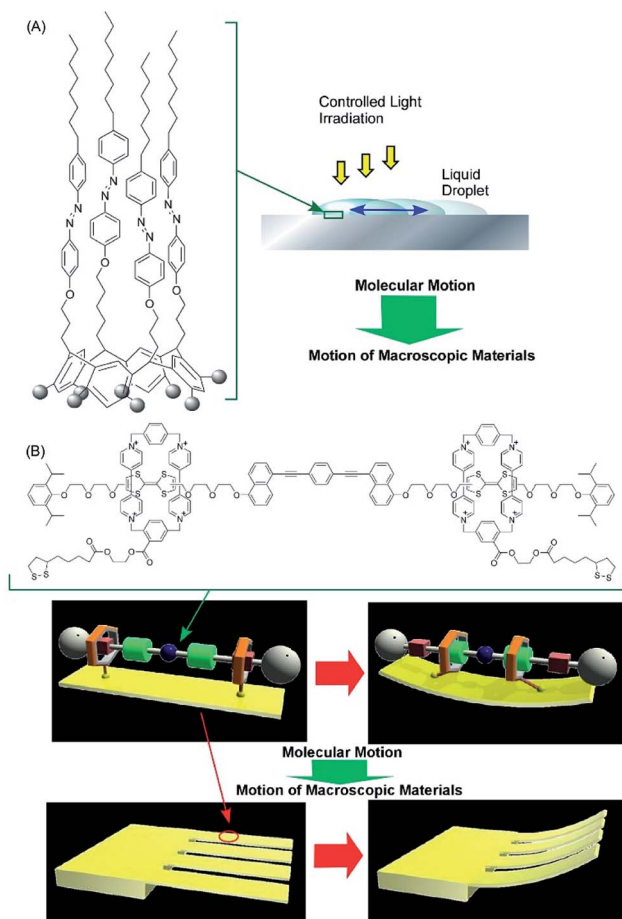 (A)
Controlled Light
Irradiation
Liquid
Droplet
Molecular Motion
Motion of Macroscopic Materials
N
N
N
N
N
N
N
N
O
O
O
O
(B)
N+
N+
N+
N+
S
S
S
S
O
O
O
O
O
O
N+
N+
N+
N+
S
S
S
S
O
O
O
O
O
O
O
O
O
O
S-S
O
O
O
O
S-S
Molecular Motion
Motion of Macroscopic Materials